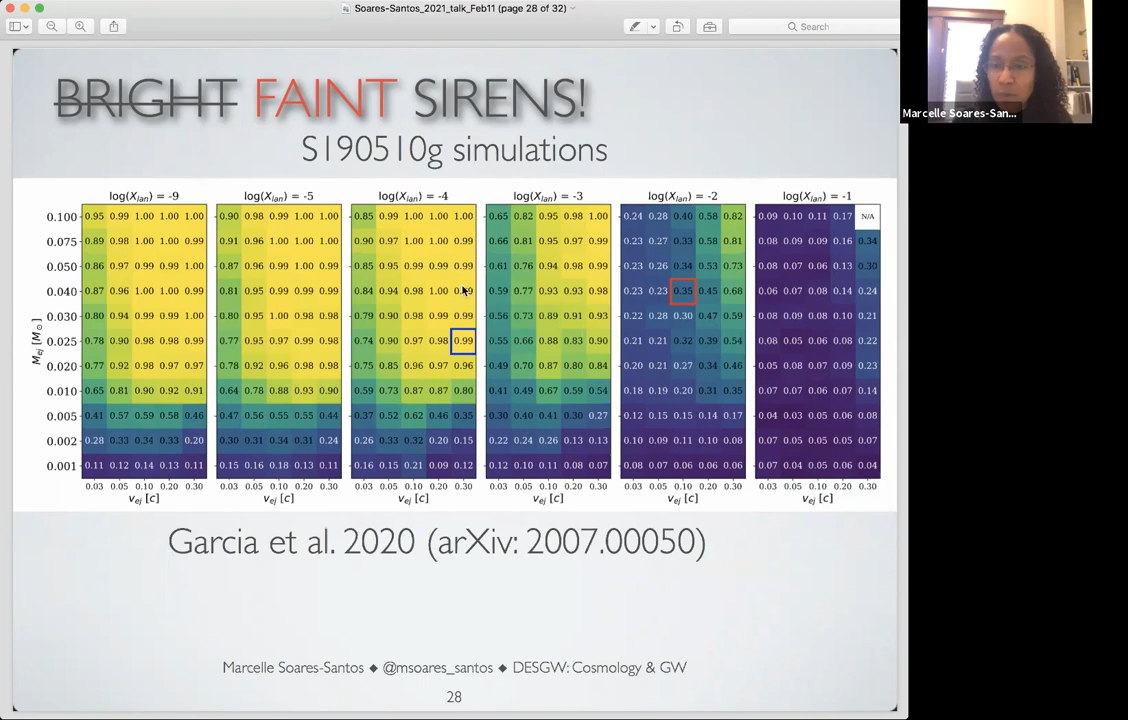 Soares-Santos_2021_talk_Feb11 (page 28 of 32)
Search
Marcelle Soares-San...
BRIGHT FAINT SIRENS!
S190510g simulations
log(X_lan) = -9 log(X_lan) = -5 log(X_lan) = -4 log(X_lan) = -3 log(X_lan) = -2 log(X_lan) = -1
0.100 0.95 0.99 1.00 1.00 1.00 0.90 0.98 0.99 1.00 1.00 0.85 0.99 1.00 1.00 1.00 0.65 0.82 0.95 0.98 1.00 0.24 0.28 0.40 0.58 0.82 0.09 0.10 0.11 0.17 N/A
0.075 0.89 0.98 1.00 1.00 0.99 0.91 0.96 1.00 1.00 0.99 0.90 0.97 1.00 1.00 0.99 0.66 0.81 0.95 0.97 0.99 0.23 0.27 0.33 0.58 0.81 0.08 0.09 0.09 0.16 0.34
0.050 0.86 0.97 0.99 0.99 1.00 0.87 0.96 0.99 1.00 0.99 0.85 0.95 0.99 0.99 0.99 0.61 0.76 0.94 0.98 0.99 0.23 0.26 0.34 0.53 0.73 0.08 0.07 0.06 0.13 0.30
0.040 0.87 0.96 0.99 1.00 1.00 0.81 0.95 0.99 0.99 0.99 0.84 0.94 0.98 1.00 0.59 0.77 0.93 0.93 0.98 0.23 0.23 0.35 0.45 0.68 0.06 0.07 0.08 0.14 0.24
0.030 0.80 0.94 0.99 0.99 1.00 0.80 0.95 1.00 0.98 0.99 0.79 0.90 0.98 0.99 0.99 0.56 0.73 0.89 0.91 0.93 0.22 0.28 0.30 0.47 0.59 0.06 0.08 0.09 0.10 0.21
0.025 0.78 0.90 0.98 0.99 0.99 0.78 0.95 0.98 0.99 0.99 0.74 0.90 0.97 0.98 0.99 0.55 0.66 0.88 0.83 0.90 0.21 0.21 0.32 0.39 0.54 0.06 0.05 0.08 0.08 0.22
0.020 0.77 0.92 0.98 0.97 0.97 0.78 0.92 0.96 0.98 0.98 0.75 0.85 0.96 0.97 0.96 0.49 0.70 0.87 0.80 0.84 0.20 0.21 0.27 0.34 0.46 0.05 0.08 0.07 0.08 0.23
0.010 0.65 0.81 0.90 0.92 0.91 0.64 0.78 0.88 0.93 0.90 0.59 0.73 0.87 0.87 0.80 0.41 0.49 0.67 0.59 0.54 0.18 0.19 0.20 0.31 0.35 0.06 0.06 0.07 0.07 0.14
0.005 0.41 0.57 0.59 0.58 0.46 0.47 0.56 0.55 0.55 0.44 0.37 0.52 0.62 0.46 0.35 0.30 0.40 0.41 0.30 0.27 0.12 0.15 0.15 0.14 0.17 0.04 0.03 0.05 0.06 0.08
0.002 0.28 0.33 0.34 0.33 0.20 0.30 0.31 0.34 0.31 0.24 0.26 0.33 0.32 0.20 0.15 0.22 0.24 0.26 0.13 0.13 0.10 0.09 0.11 0.10 0.08 0.05 0.05 0.05 0.05 0.07
0.001 0.11 0.12 0.14 0.13 0.11 0.15 0.16 0.18 0.13 0.11 0.16 0.15 0.21 0.09 0.12 0.12 0.10 0.11 0.08 0.07 0.08 0.07 0.06 0.06 0.06 0.04 0.07 0.06 0.06 0.04
M_ej [M_⊙]
0.03 0.05 0.10 0.20 0.30 0.03 0.05 0.10 0.20 0.30 0.03 0.05 0.10 0.20 0.30 0.03 0.05 0.10 0.20 0.30 0.03 0.05 0.10 0.20 0.30 0.03 0.05 0.10 0.20 0.30
v_ej [c] v_ej [c] v_ej [c] v_ej [c] v_ej [c] v_ej [c]
Garcia et al. 2020 (arXiv: 2007.00050)
Marcelle Soares-Santos ◆ @msoares_santos ◆ DESGW: Cosmology & GW
28